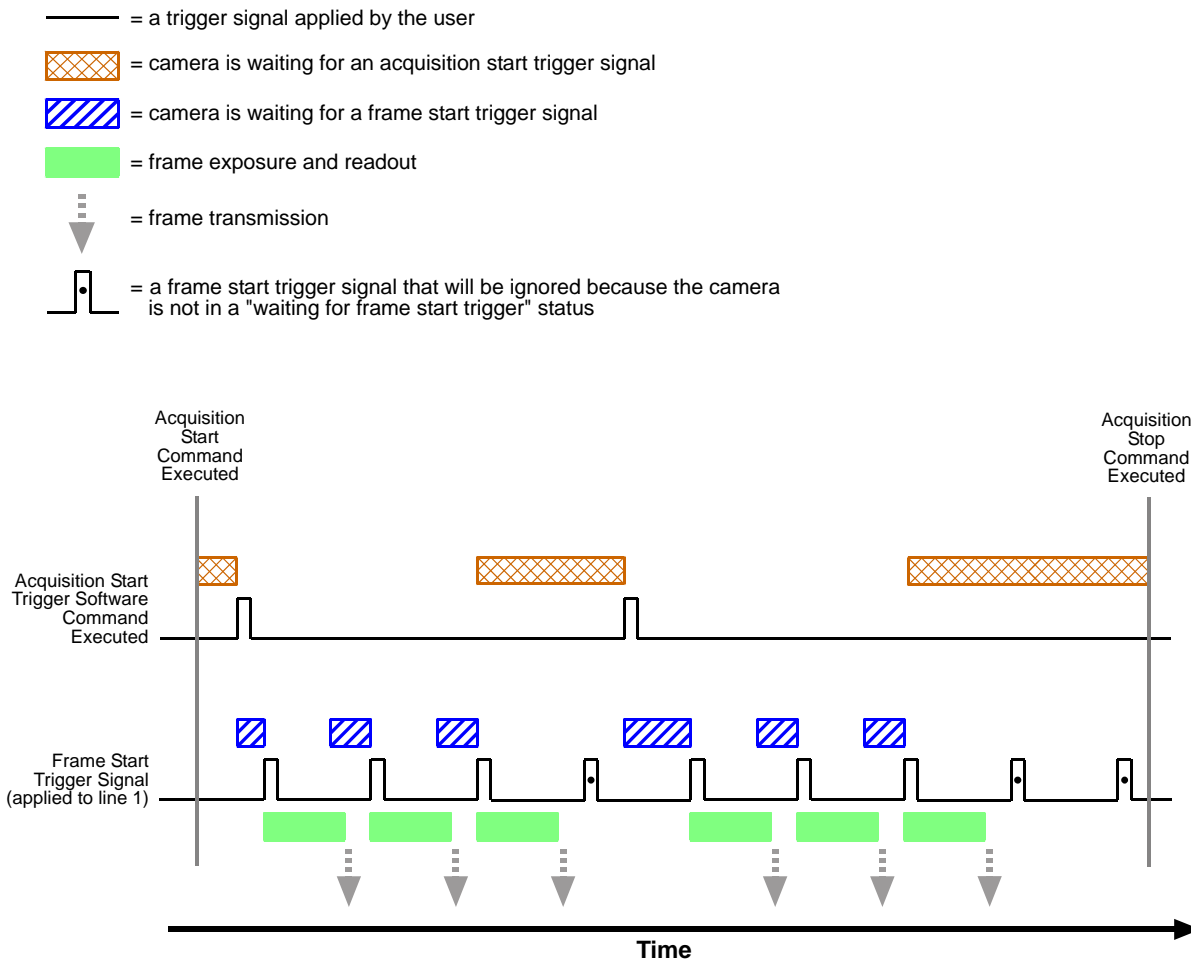 = a trigger signal applied by the user
= camera is waiting for an acquisition start trigger signal
= camera is waiting for a frame start trigger signal
= frame exposure and readout
= frame transmission
= a frame start trigger signal that will be ignored because the camera
is not in a "waiting for frame start trigger" status
Acquisition
Start
Command
Executed
Acquisition
Stop
Command
Executed
Acquisition Start
Trigger Software
Command
Executed
Frame Start
Trigger Signal
(applied to line 1)
Time